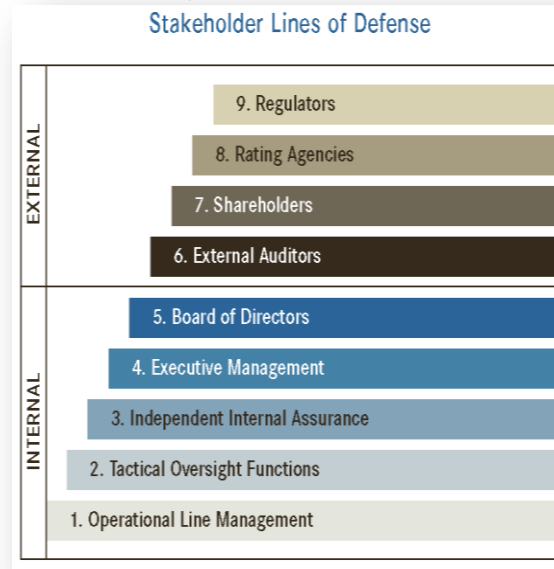 Stakeholder Lines of Defense
EXTERNAL
9. Regulators
8. Rating Agencies
7. Shareholders
6. External Auditors
INTERNAL
5. Board of Directors
4. Executive Management
3. Independent Internal Assurance
2. Tactical Oversight Functions
1. Operational Line Management